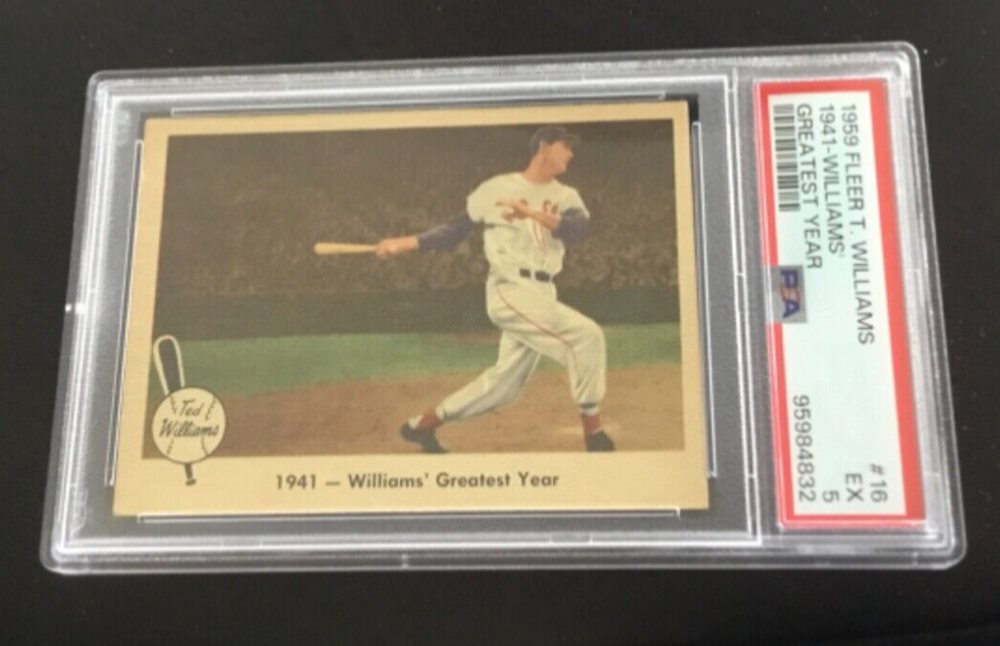 Ted
Williams
1941 — Williams' Greatest Year
1959 FLEER T. WILLIAMS #16
1941-WILLIAMS' EX
GREATEST YEAR 5
PSA 95984832